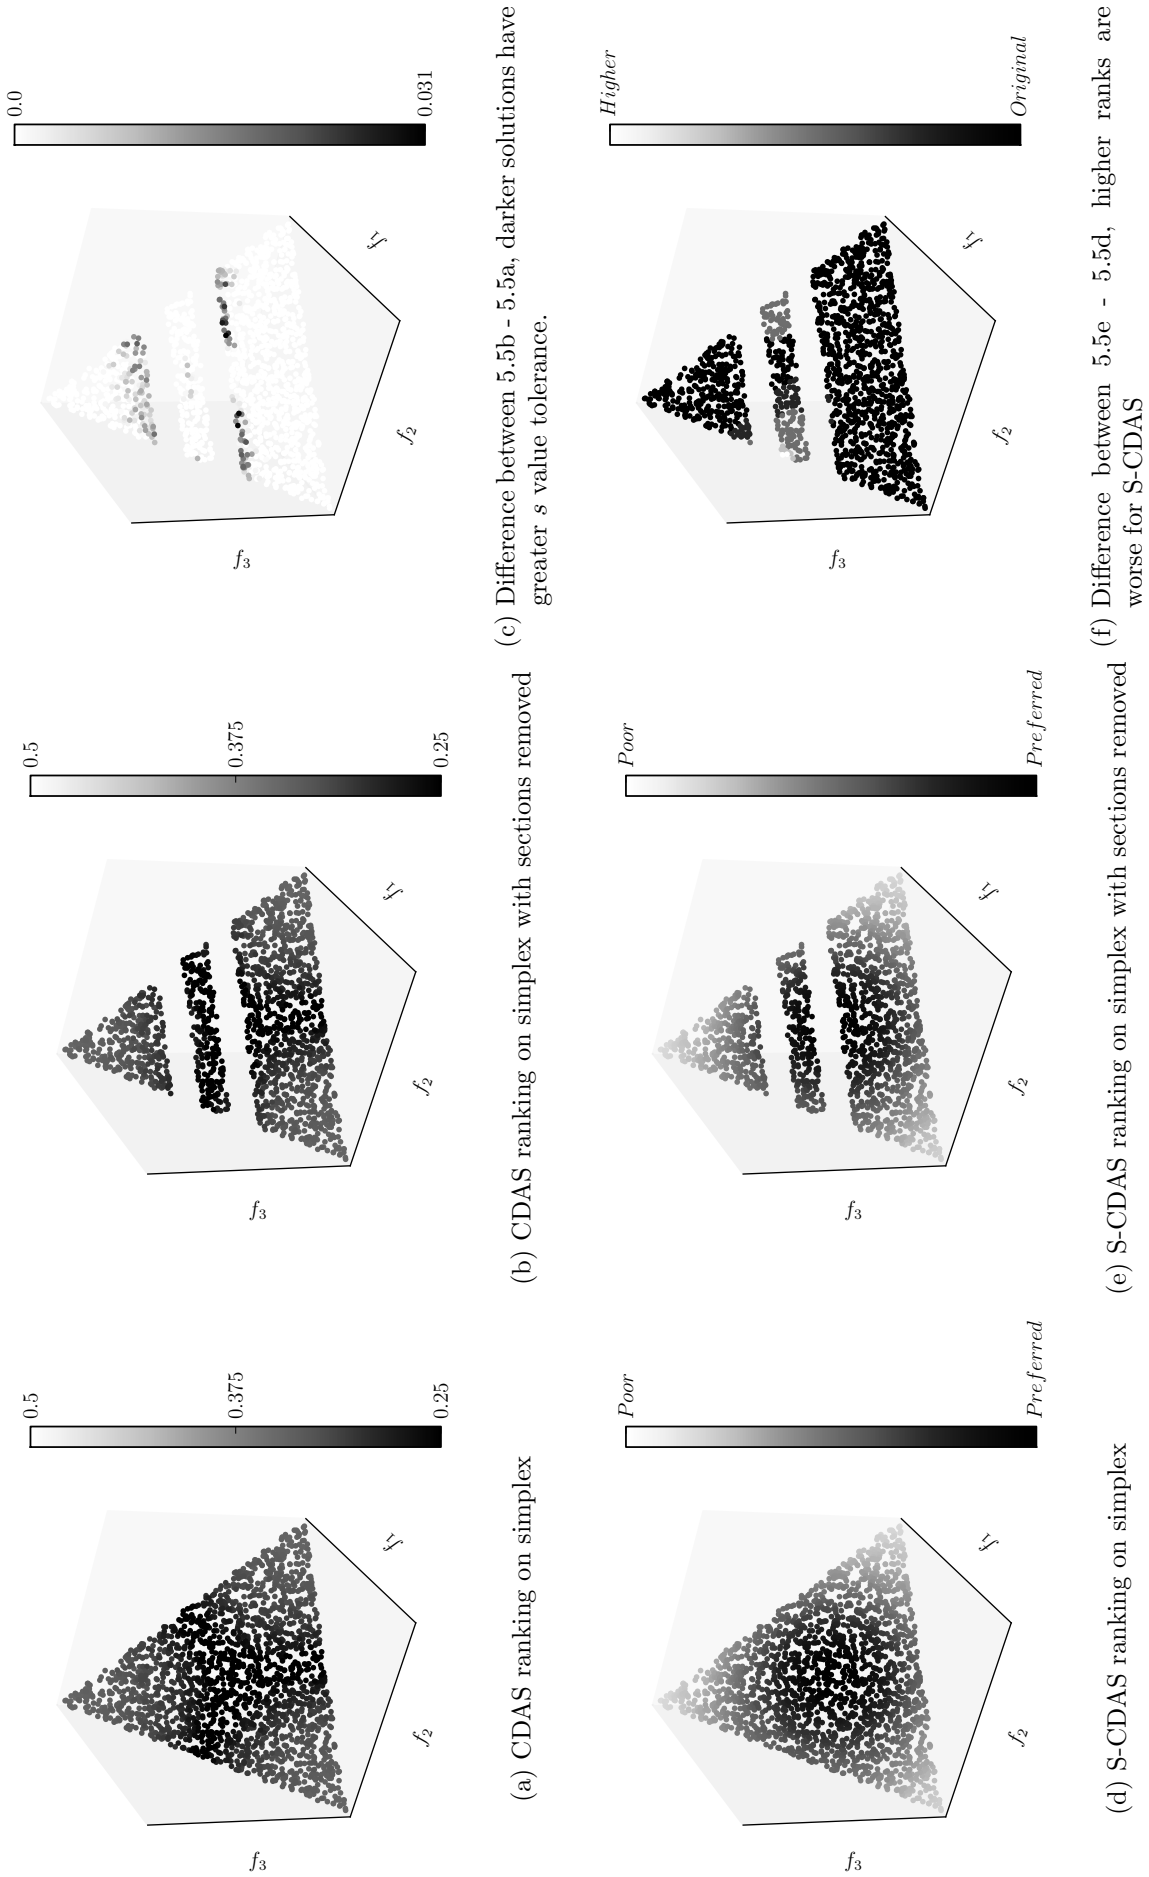 f3
f2
f1
0.5
0.375
0.25
(a) CDAS ranking on simplex
f3
f2
f1
0.5
0.375
0.25
(b) CDAS ranking on simplex with sections removed
f3
f2
f1
0.0
0.031
(c) Difference between 5.5b - 5.5a, darker solutions have
greater s value tolerance.
f3
f2
f1
Poor
Preferred
(d) S-CDAS ranking on simplex
f3
f2
f1
Poor
Preferred
(e) S-CDAS ranking on simplex with sections removed
f3
f2
f1
Higher
Original
(f) Difference between 5.5e - 5.5d, higher ranks are
worse for S-CDAS